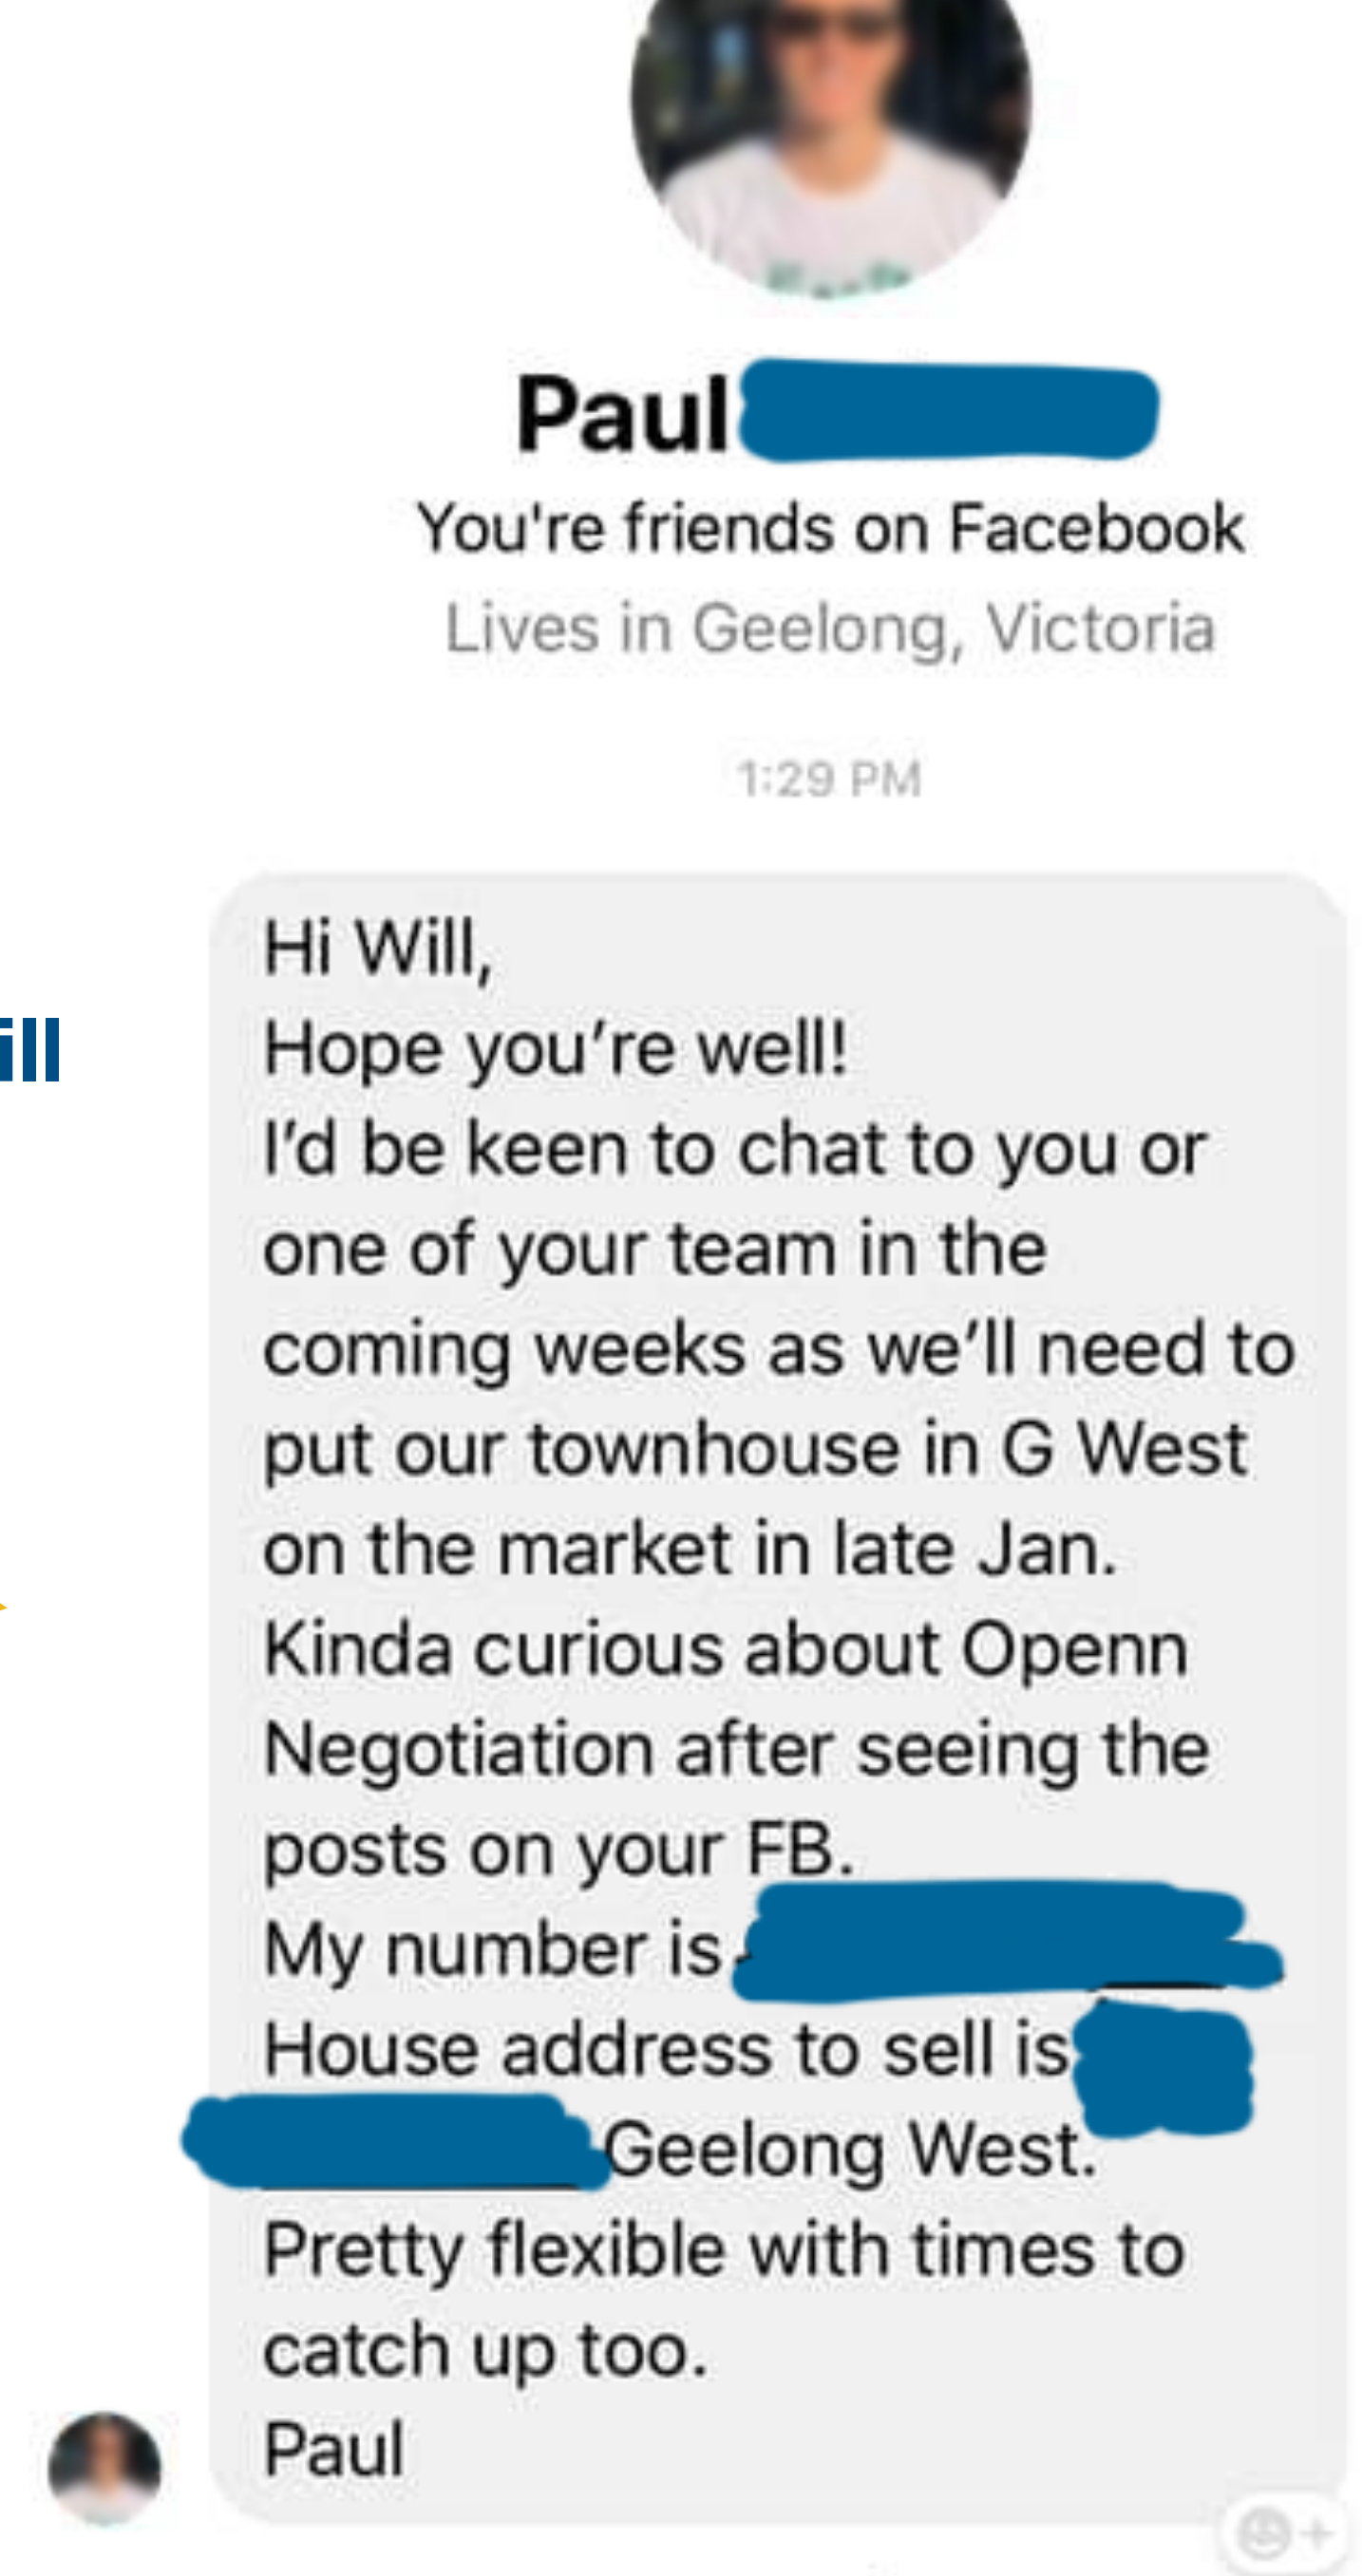 Paul
You're friends on Facebook
Lives in Geelong, Victoria
1:29 PM
Hi Will,
Hope you’re well!
ill
I’d be keen to chat to you or
one of your team in the
coming weeks as we’ll need to
put our townhouse in G West
on the market in late Jan.
Kinda curious about Openn
Negotiation after seeing the
posts on your FB.
My number is
House address to sell is
Geelong West.
Pretty flexible with times to
catch up too.
Paul